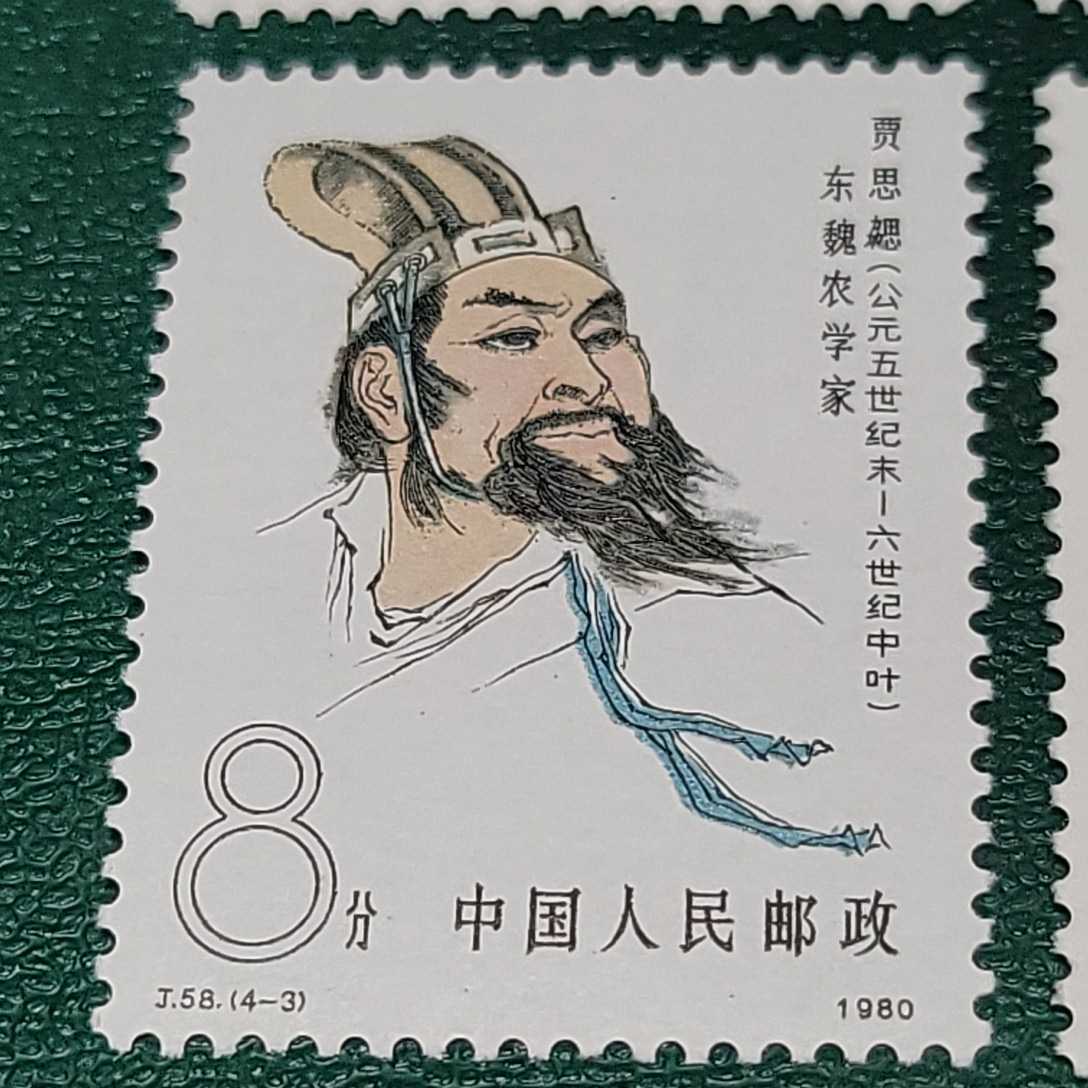 贾思勰(公元五世纪末—六世纪中叶)
东魏农学家
8分
中国人民邮政
J.58.(4-3)
1980